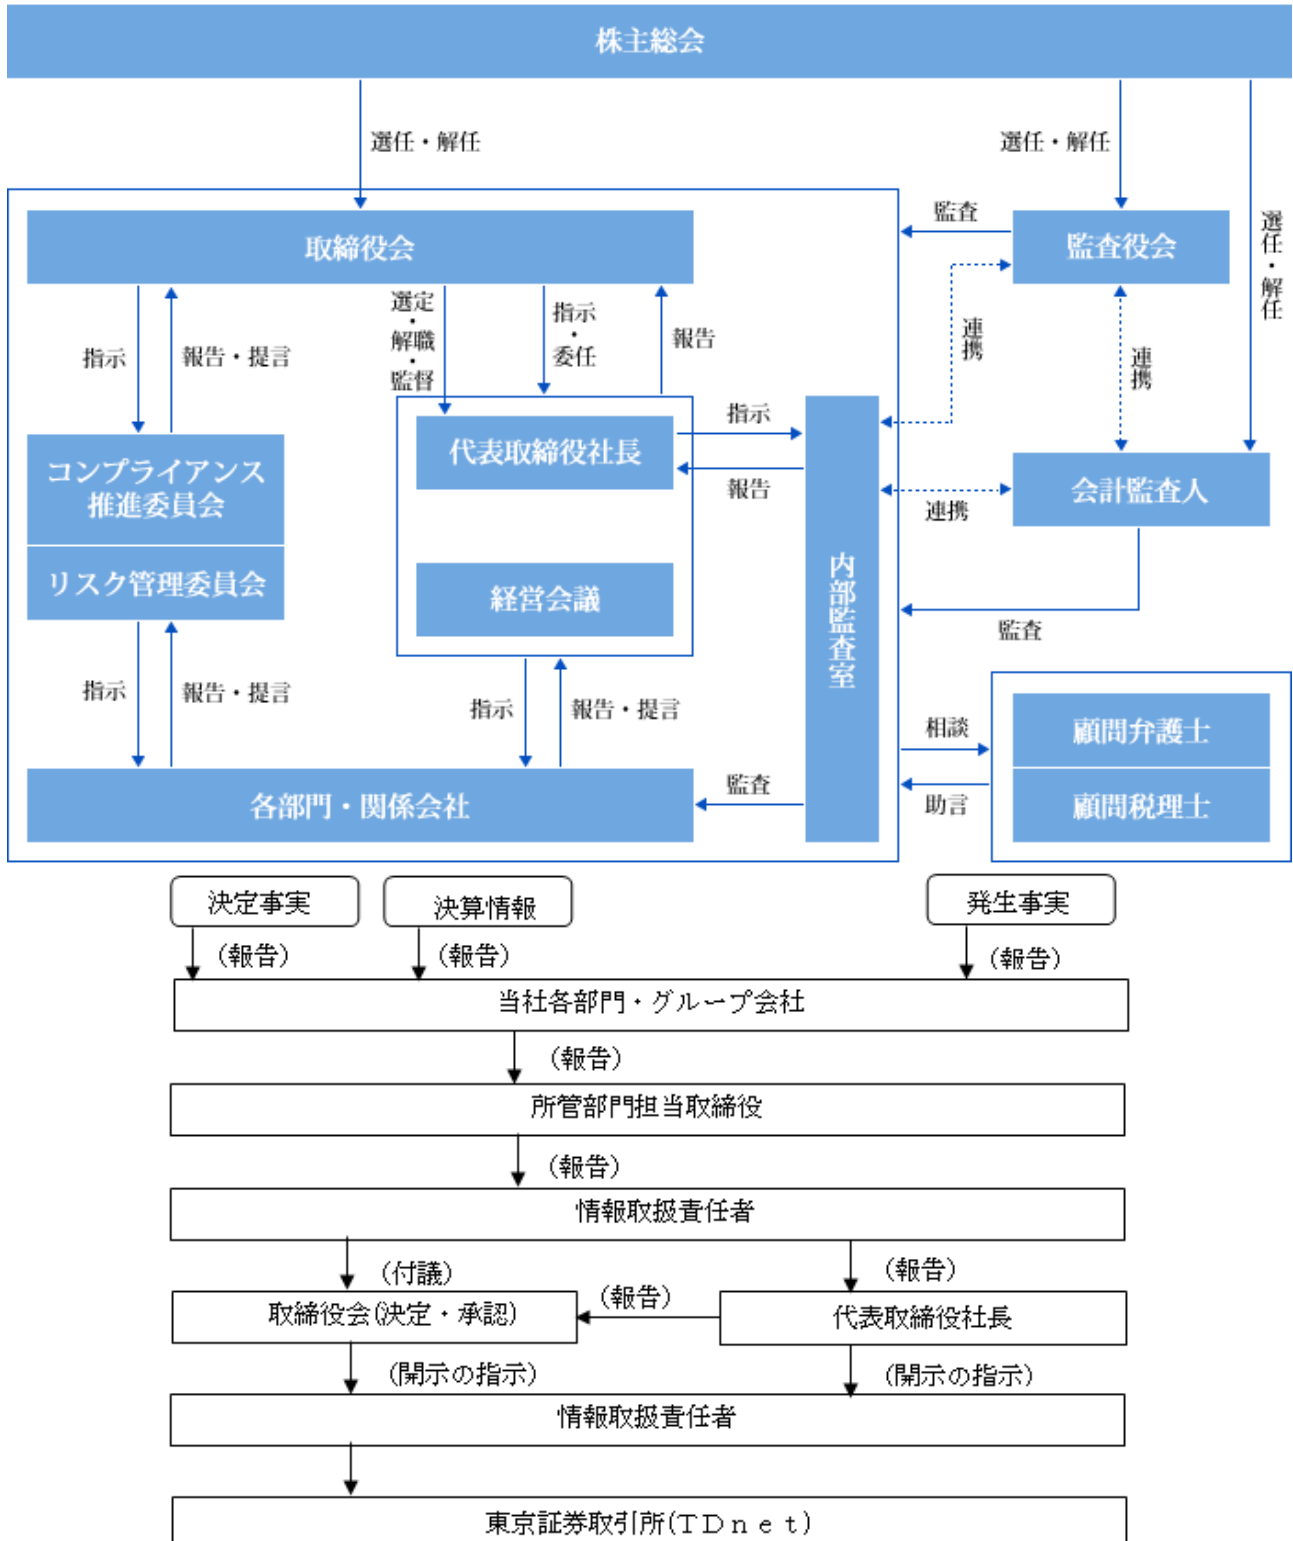 株主総会
選任・解任
選任・解任
選任・解任
取締役会
監査
監査役会
指示
報告・提言
選定・解職・監督
指示・委任
報告
連携
連携
コンプライアンス
推進委員会
リスク管理委員会
代表取締役社長
経営会議
指示
報告
内部監査室
連携
会計監査人
監査
指示
報告・提言
指示
報告・提言
各部門・関係会社
監査
相談
助言
顧問弁護士
顧問税理士
決定事実
決算情報
発生事実
(報告)
(報告)
(報告)
当社各部門・グループ会社
(報告)
所管部門担当取締役
(報告)
情報取扱責任者
(付議)
(報告)
取締役会(決定・承認)
(報告)
代表取締役社長
(開示の指示)
(開示の指示)
情報取扱責任者
東京証券取引所(TDnet)